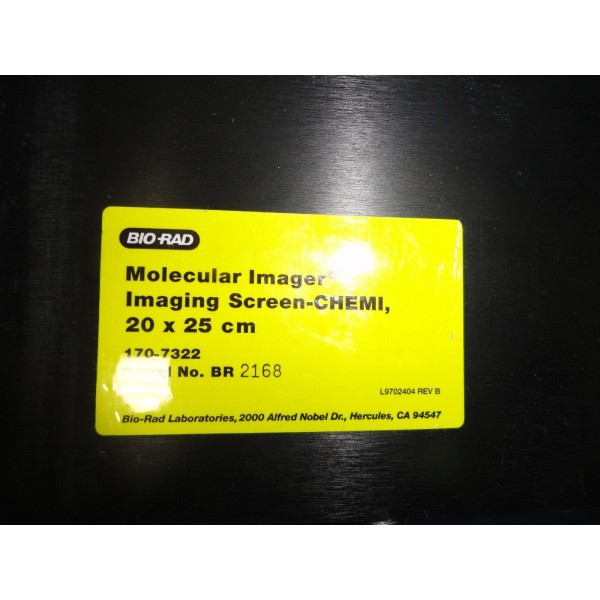 BIO-RAD
Molecular Imager®
Imaging Screen-CHEMI,
20 x 25 cm
170-7322
No. BR 2168
L9702404 REV B
Bio-Rad Laboratories, 2000 Alfred Nobel Dr., Hercules, CA 94547